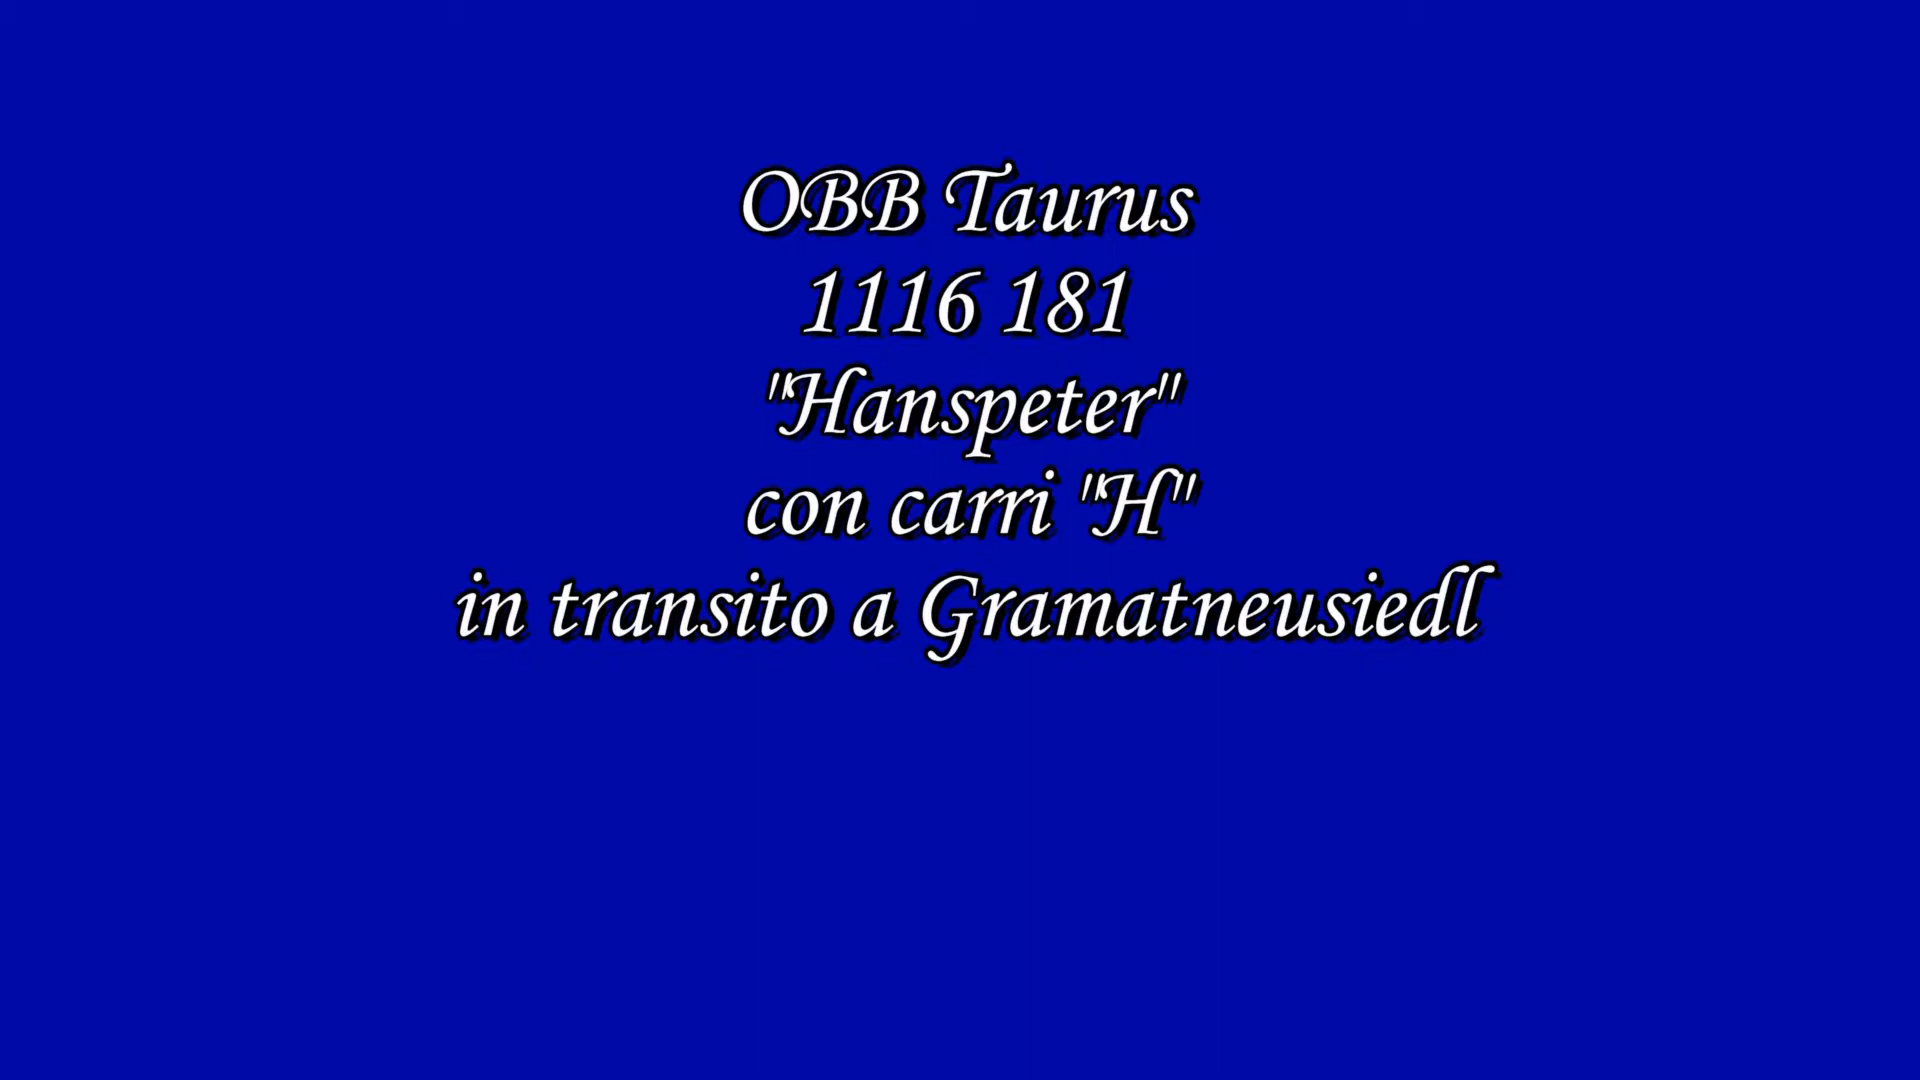 OBB Taurus
1116 181
"Hanspeter"
con carri "H"
in transito a Gramatneusiedl